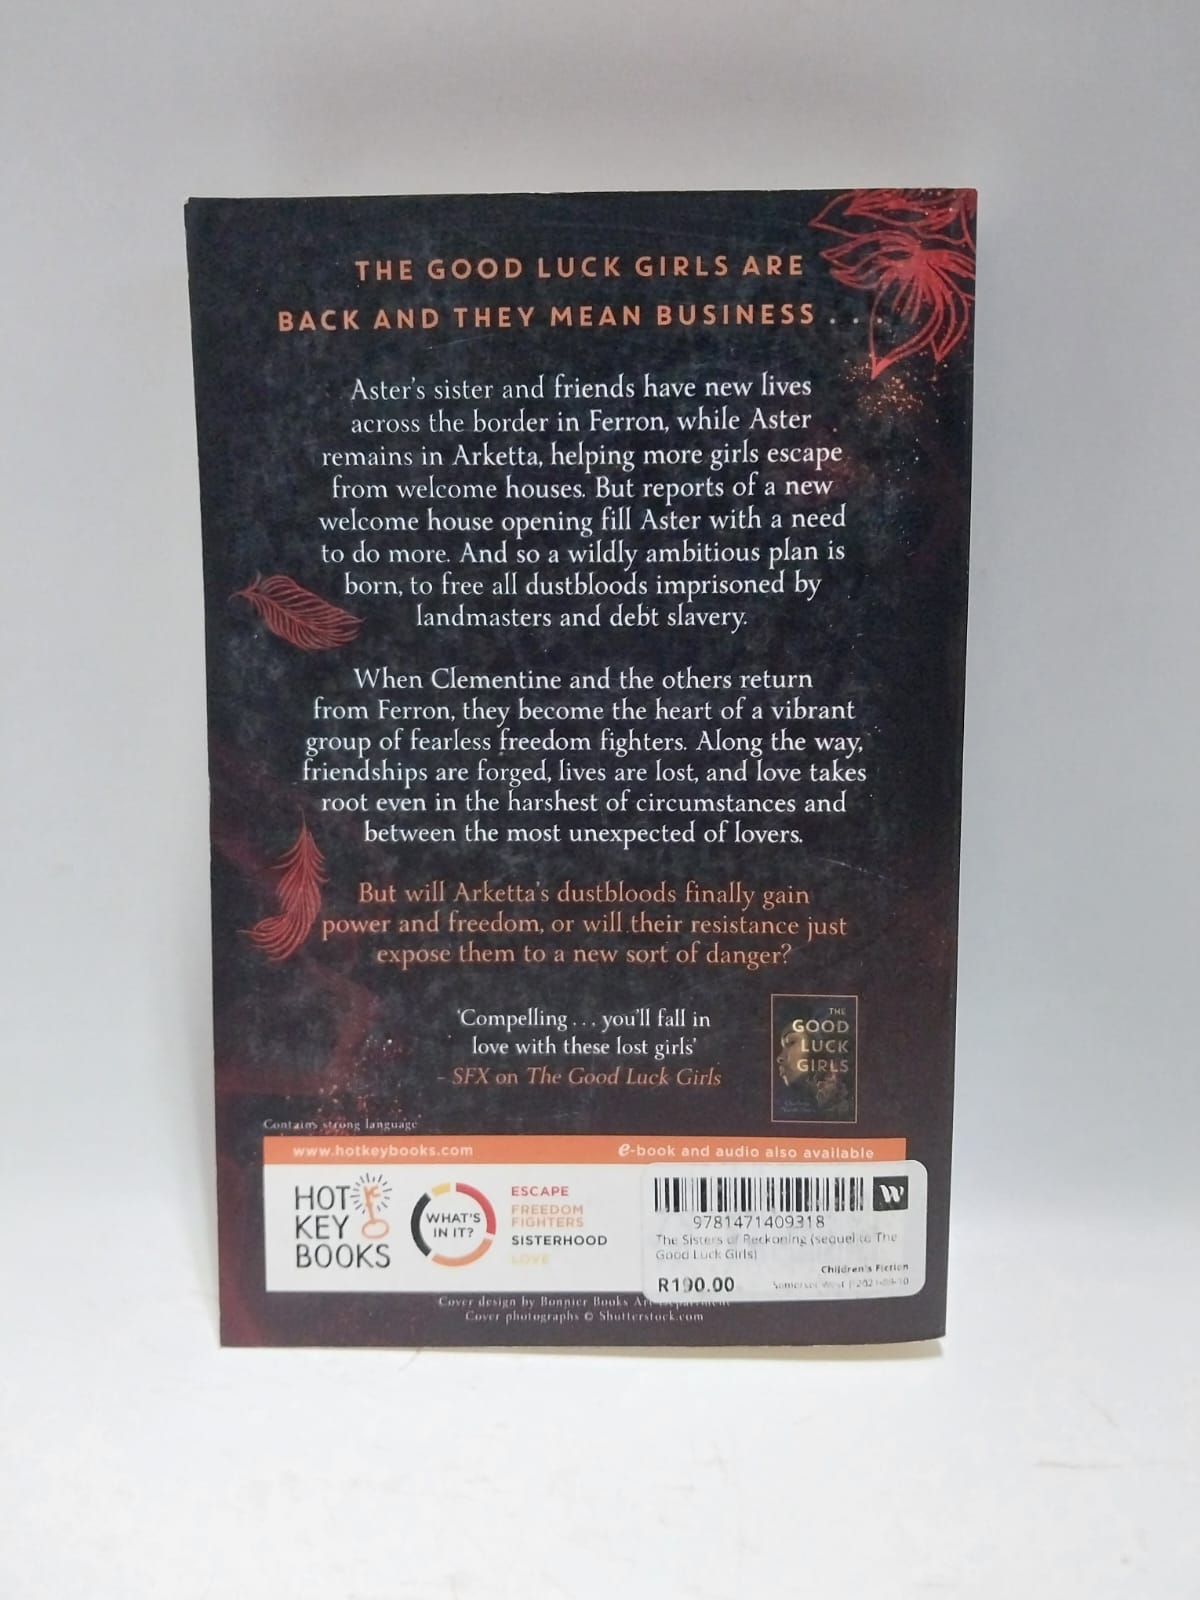 THE GOOD LUCK GIRLS ARE
BACK AND THEY MEAN BUSINESS . . .
Aster's sister and friends have new lives
across the border in Ferron, while Aster
remains in Arketta, helping more girls escape
from welcome houses. But reports of a new
welcome house opening fill Aster with a need
to do more. And so a wildly ambitious plan is
born, to free all dustbloods imprisoned by
landmasters and debt slavery.
When Clementine and the others return
from Ferron, they become the heart of a vibrant
group of fearless freedom fighters. Along the way,
friendships are forged, lives are lost, and love takes
root even in the harshest of circumstances and
between the most unexpected of lovers.
But will Arketta's dustbloods finally gain
power and freedom, or will their resistance just
expose them to a new sort of danger?
'Compelling . . . you'll fall in
love with these lost girls'
– SFX on The Good Luck Girls
THE
GOOD
LUCK
GIRLS
Contains strong language
www.hotkeybooks.com
e-book and audio also available
HOT
KEY
BOOKS
WHAT'S
IN IT?
ESCAPE
FREEDOM
FIGHTERS
SISTERHOOD
LOVE
W
9781471409318
The Sisters of Reckoning (sequel to The
Good Luck Girls)
Children's Fiction
R190.00
Somerset West
Cover design by Bonnier Books Art Department
Cover photographs © Shutterstock.com